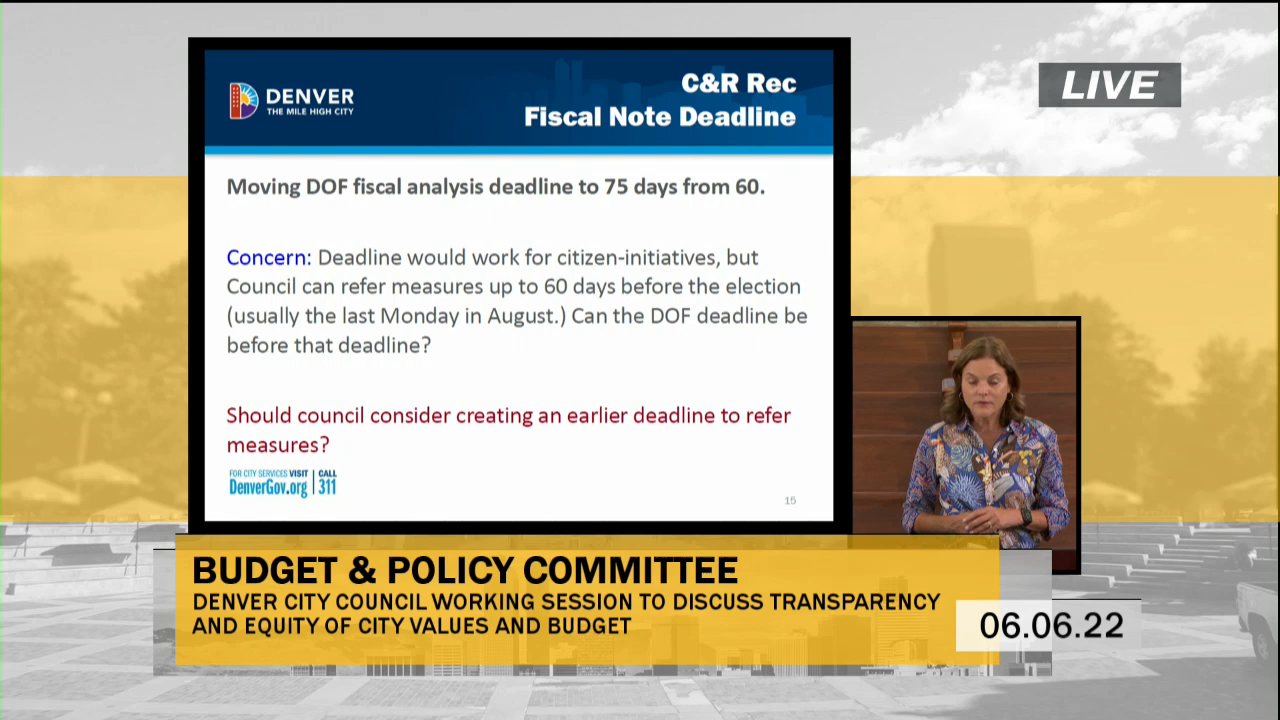 DENVER
THE MILE HIGH CITY
C&R Rec
Fiscal Note Deadline
LIVE
Moving DOF fiscal analysis deadline to 75 days from 60.
Concern: Deadline would work for citizen-initiatives, but
Council can refer measures up to 60 days before the election
(usually the last Monday in August.) Can the DOF deadline be
before that deadline?
Should council consider creating an earlier deadline to refer
measures?
FOR CITY SERVICES VISIT | CALL
DenverGov.org | 311
15
BUDGET & POLICY COMMITTEE
DENVER CITY COUNCIL WORKING SESSION TO DISCUSS TRANSPARENCY
AND EQUITY OF CITY VALUES AND BUDGET
06.06.22